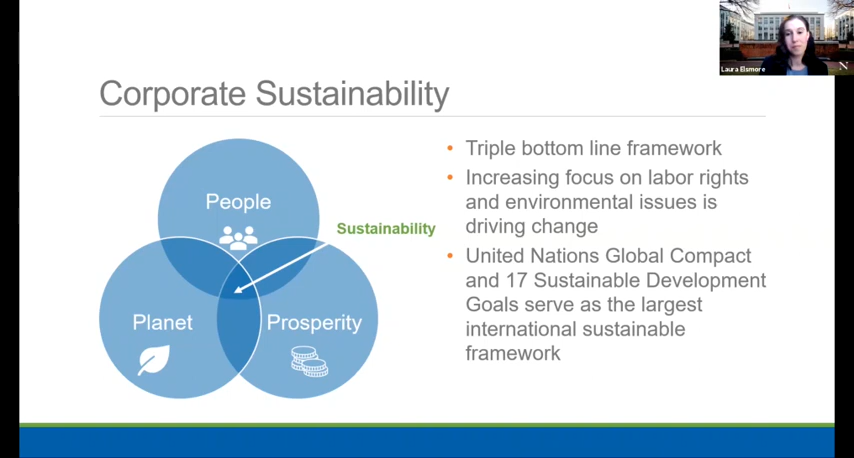 Laura Elsmore
N
Corporate Sustainability
People
Sustainability
Planet
Prosperity
• Triple bottom line framework
• Increasing focus on labor rights
and environmental issues is
driving change
• United Nations Global Compact
and 17 Sustainable Development
Goals serve as the largest
international sustainable
framework